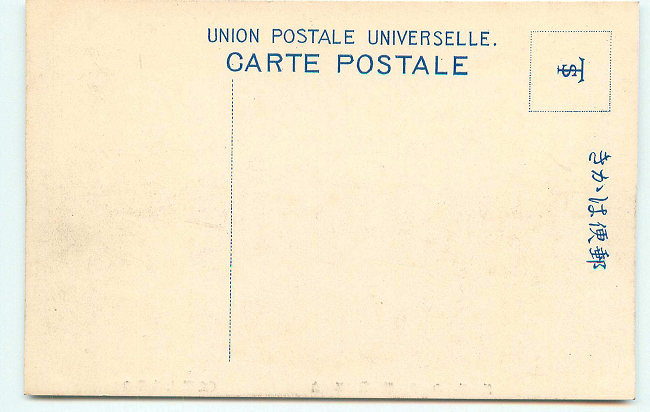 UNION POSTALE UNIVERSELLE.
CARTE POSTALE
きかは便郵